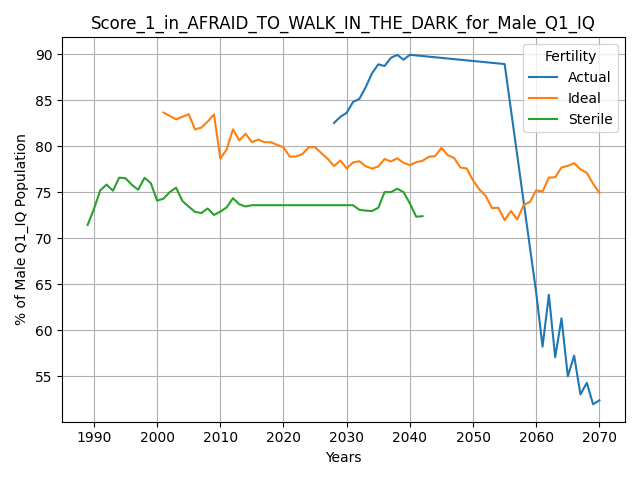 Score_1_in_AFRAID_TO_WALK_IN_THE_DARK_for_Male_Q1_IQ
Fertility
Actual
Ideal
Sterile
% of Male Q1_IQ Population
90
85
80
75
70
65
60
55
1990 2000 2010 2020 2030 2040 2050 2060 2070
Years